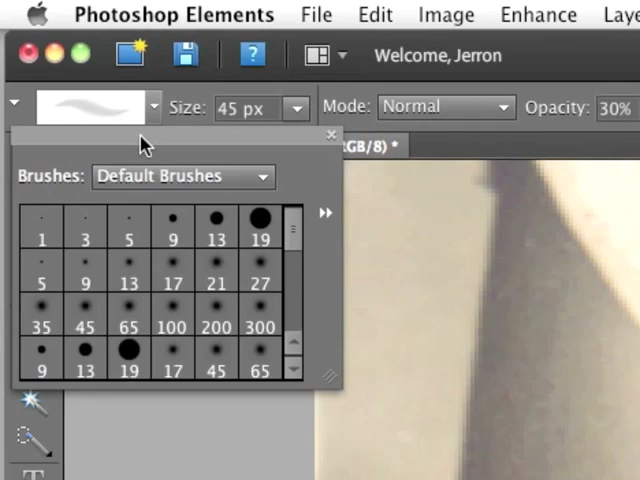 Photoshop Elements File Edit Image Enhance Laye
? Welcome, Jerron
Size: 45 px Mode: Normal Opacity: 30%
RGB/8) *
Brushes: Default Brushes
1 3 5 9 13 19
5 9 13 17 21 27
35 45 65 100 200 300
9 13 19 17 45 65
T